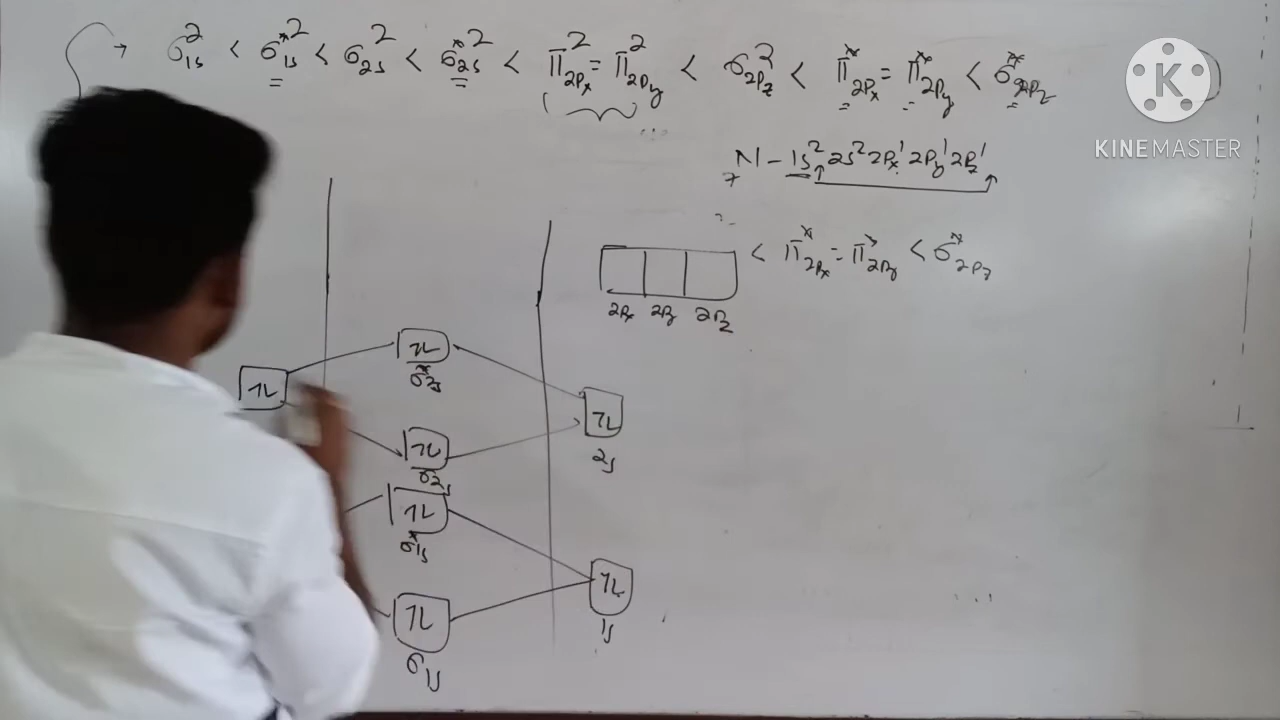 → σ1s² < σ*1s² < σ2s² < σ*2s² < π2Px² = π2Py² < σ2Pz² < π*2Px = π*2Py < σ*2Pz
K
KINEMASTER
₇N - 1s² 2s² 2Px¹ 2Py¹ 2Pz¹
< π*2Px = π*2Py < σ*2Pz
2Px 2Py 2Pz
↿⇂
σ*2s
↿⇂
↿⇂
2s
↿⇂
σ2s
↿⇂
σ*1s
↿⇂
1s
↿⇂
σ1s